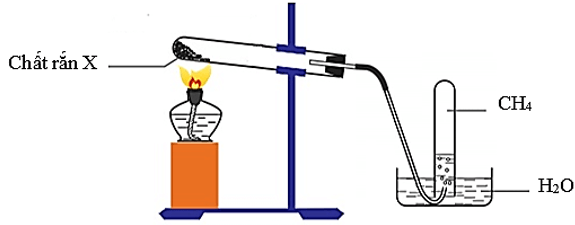 Chất rắn X
CH₄
H₂O